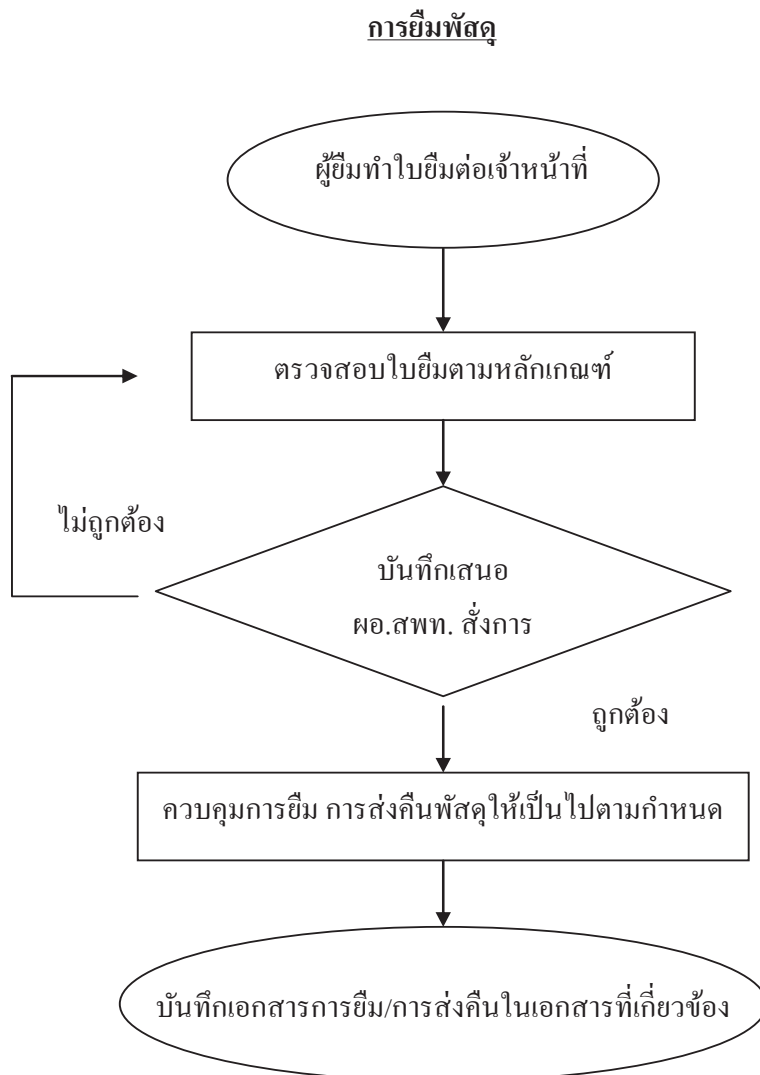 การยืมพัสดุ
ผู้ยืมทำใบยืมต่อเจ้าหน้าที่
ตรวจสอบใบยืมตามหลักเกณฑ์
ไม่ถูกต้อง
บันทึกเสนอ
ผอ.สพท. สั่งการ
ถูกต้อง
ควบคุมการยืม การส่งคืนพัสดุให้เป็นไปตามกำหนด
บันทึกเอกสารการยืม/การส่งคืนในเอกสารที่เกี่ยวข้อง